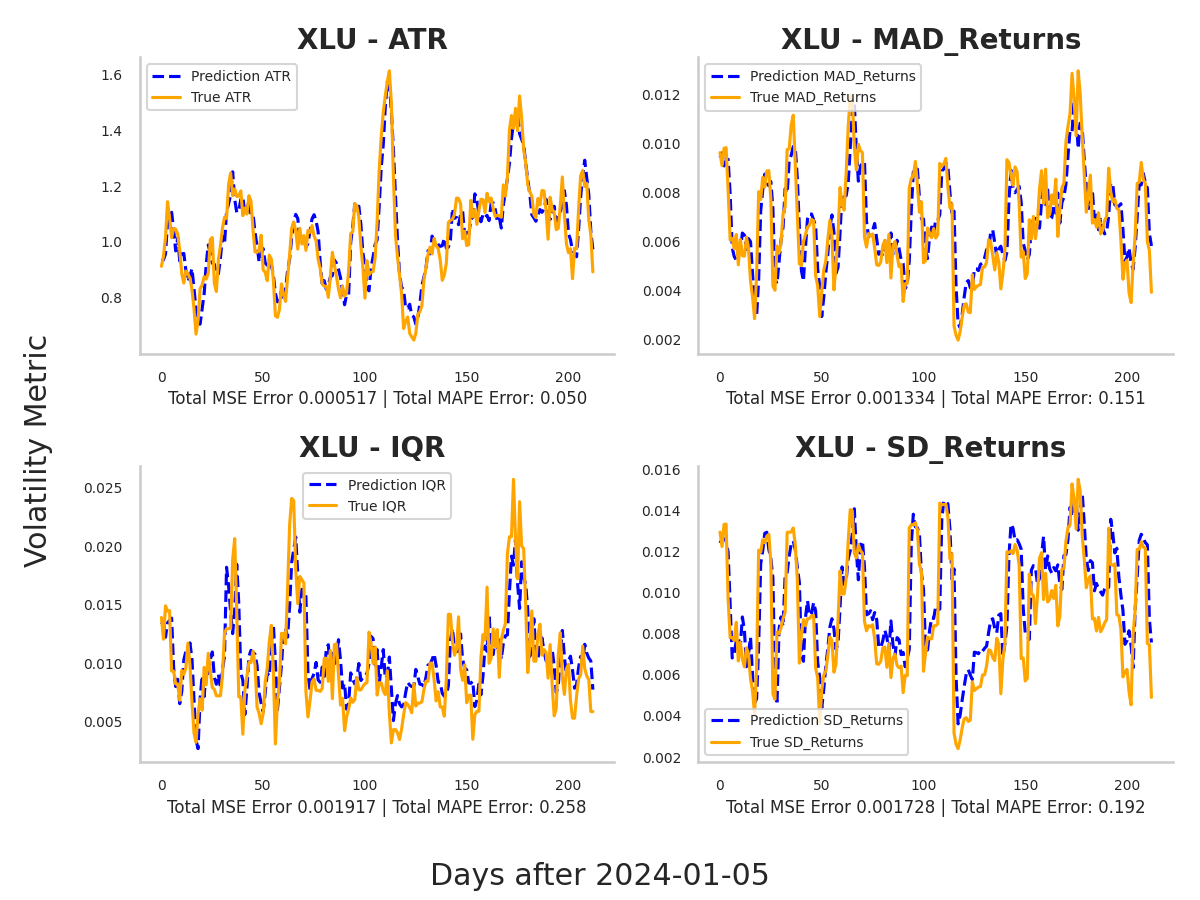 Volatility Metric
XLU - ATR
Prediction ATR
True ATR
1.6
1.4
1.2
1.0
0.8
0 50 100 150 200
Total MSE Error 0.000517 | Total MAPE Error: 0.050
XLU - MAD_Returns
Prediction MAD_Returns
True MAD_Returns
0.012
0.010
0.008
0.006
0.004
0.002
0 50 100 150 200
Total MSE Error 0.001334 | Total MAPE Error: 0.151
XLU - IQR
Prediction IQR
True IQR
0.025
0.020
0.015
0.010
0.005
0 50 100 150 200
Total MSE Error 0.001917 | Total MAPE Error: 0.258
XLU - SD_Returns
0.016
0.014
0.012
0.010
0.008
0.006
0.004
0.002
Prediction SD_Returns
True SD_Returns
0 50 100 150 200
Total MSE Error 0.001728 | Total MAPE Error: 0.192
Days after 2024-01-05